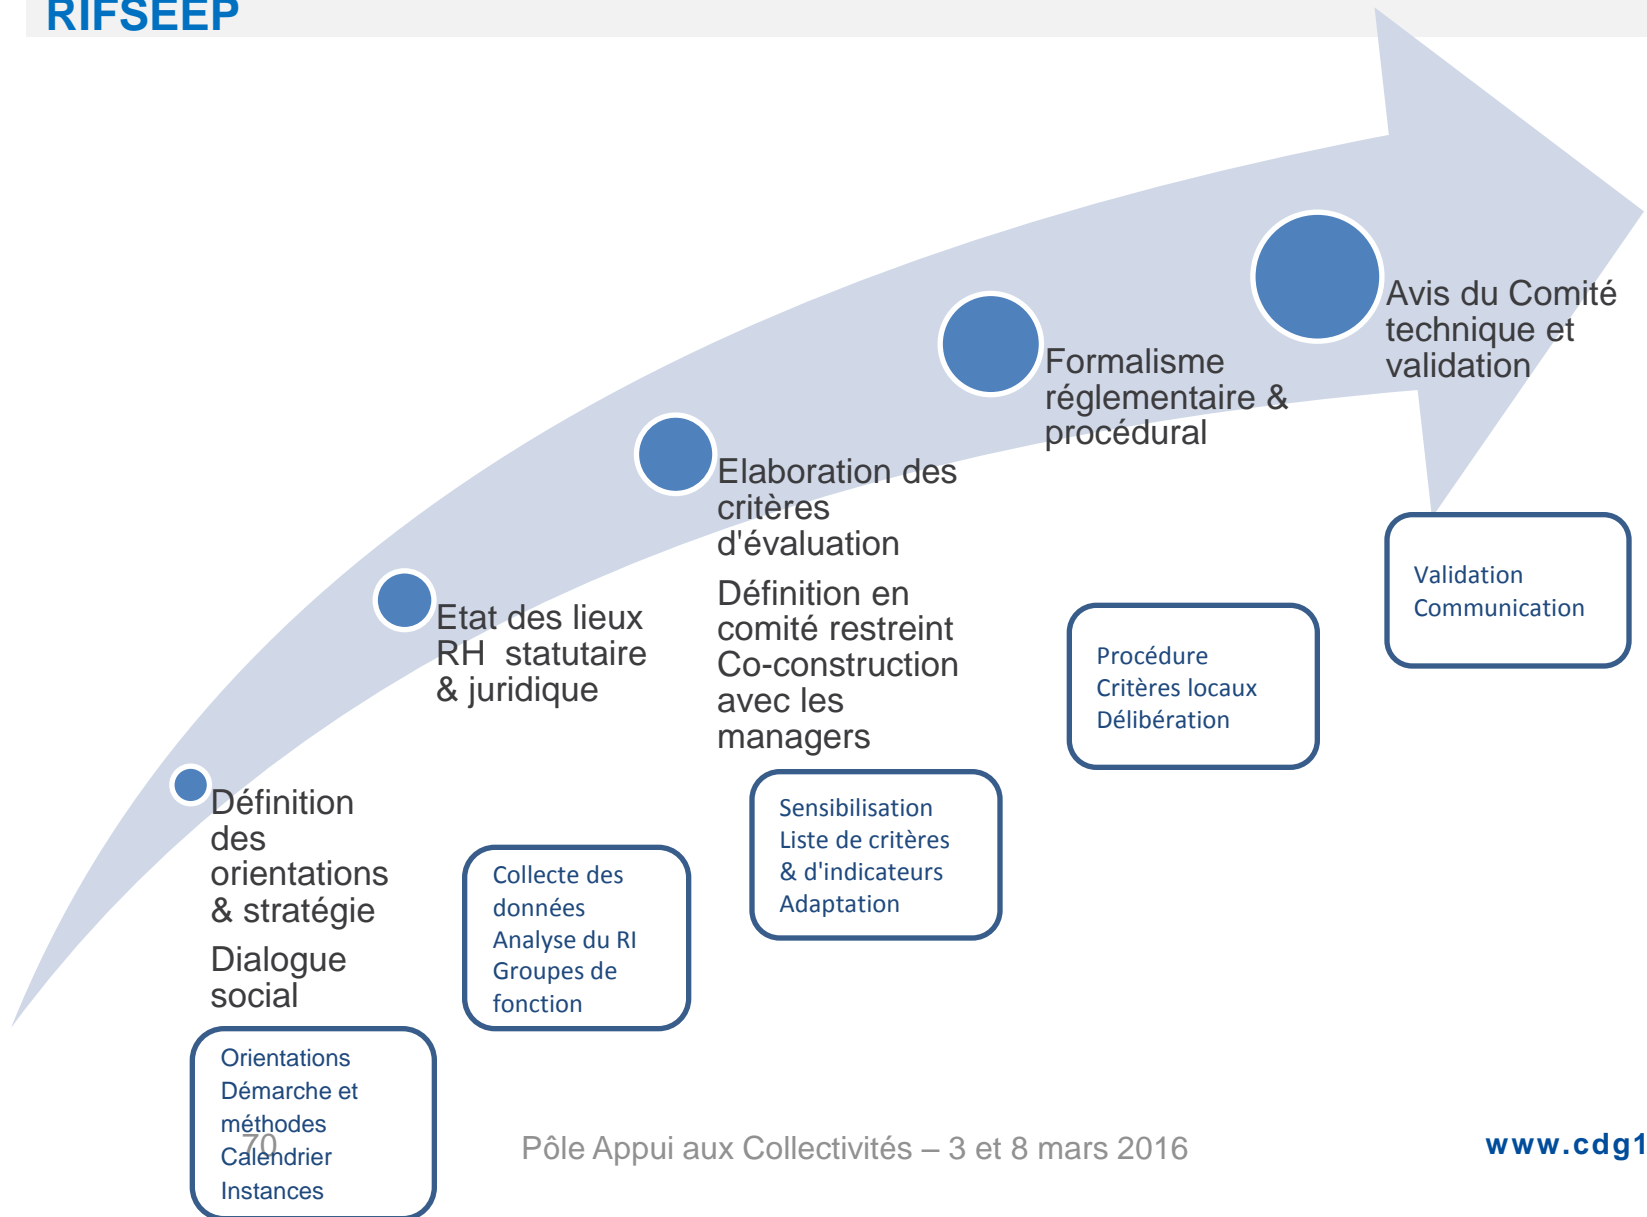 RIFSEEP
Définition
des
orientations
& stratégie
Dialogue
social
Orientations
Démarche et
méthodes
Calendrier
Instances
Etat des lieux
RH statutaire
& juridique
Collecte des
données
Analyse du RI
Groupes de
fonction
Elaboration des
critères
d'évaluation
Définition en
comité restreint
Co-construction
avec les
managers
Sensibilisation
Liste de critères
& d'indicateurs
Adaptation
Formalisme
réglementaire &
procédural
Procédure
Critères locaux
Délibération
Avis du Comité
technique et
validation
Validation
Communication
70
Pôle Appui aux Collectivités – 3 et 8 mars 2016
www.cdg1